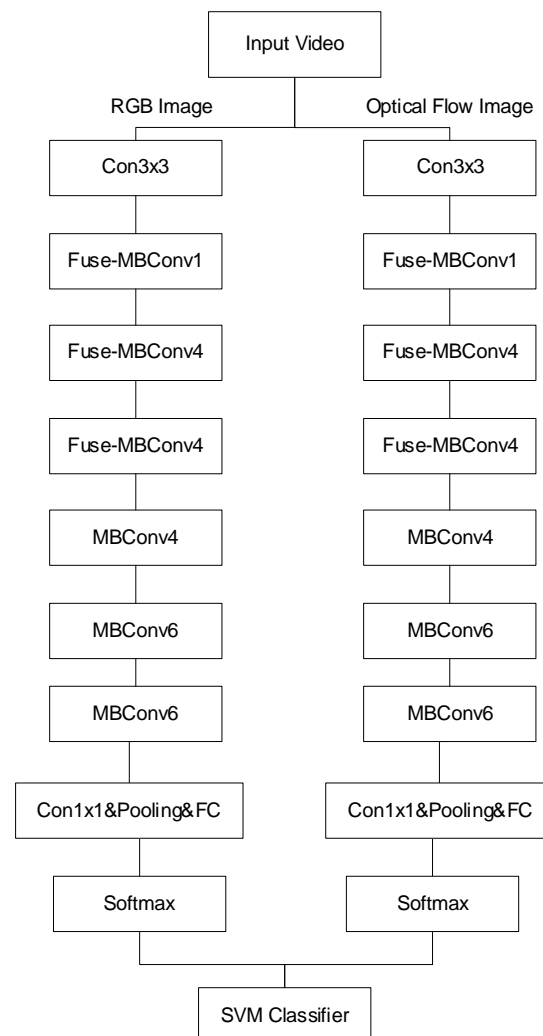 Input Video
RGB Image
Optical Flow Image
Con3x3
Con3x3
Fuse-MBConv1
Fuse-MBConv1
Fuse-MBConv4
Fuse-MBConv4
Fuse-MBConv4
Fuse-MBConv4
MBConv4
MBConv4
MBConv6
MBConv6
MBConv6
MBConv6
Con1x1&Pooling&FC
Con1x1&Pooling&FC
Softmax
Softmax
SVM Classifier